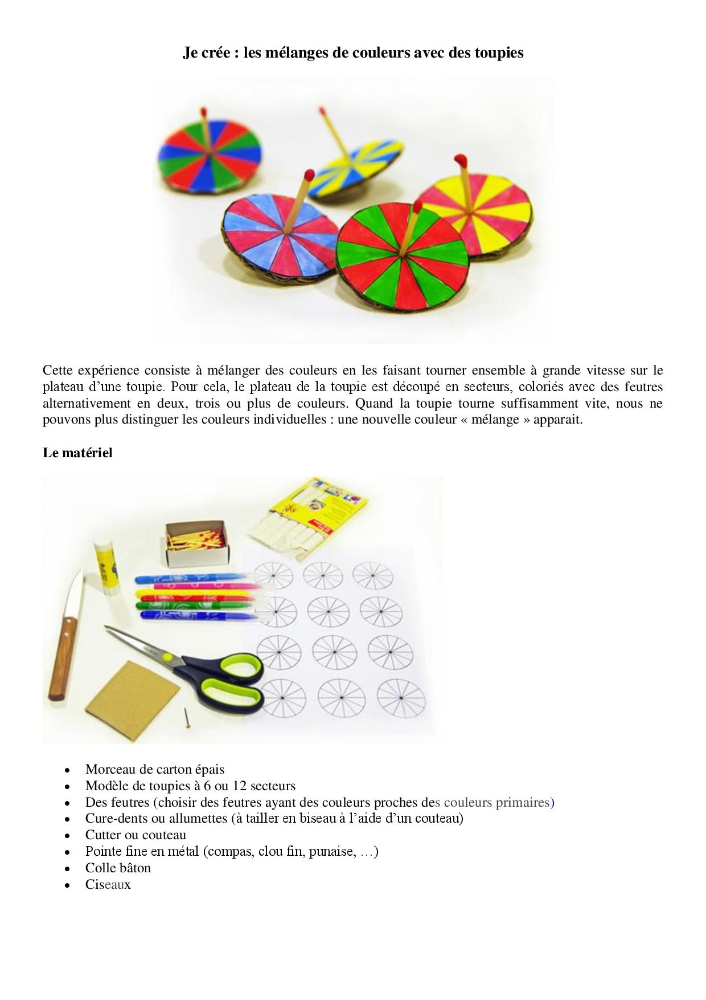 Je crée : les mélanges de couleurs avec des toupies
Cette expérience consiste à mélanger des couleurs en les faisant tourner ensemble à grande vitesse sur le
plateau d’une toupie. Pour cela, le plateau de la toupie est découpé en secteurs, coloriés avec des feutres
alternativement en deux, trois ou plus de couleurs. Quand la toupie tourne suffisamment vite, nous ne
pouvons plus distinguer les couleurs individuelles : une nouvelle couleur « mélange » apparait.
Le matériel
• Morceau de carton épais
• Modèle de toupies à 6 ou 12 secteurs
• Des feutres (choisir des feutres ayant des couleurs proches des couleurs primaires)
• Cure-dents ou allumettes (à tailler en biseau à l’aide d’un couteau)
• Cutter ou couteau
• Pointe fine en métal (compas, clou fin, punaise, …)
• Colle bâton
• Ciseaux